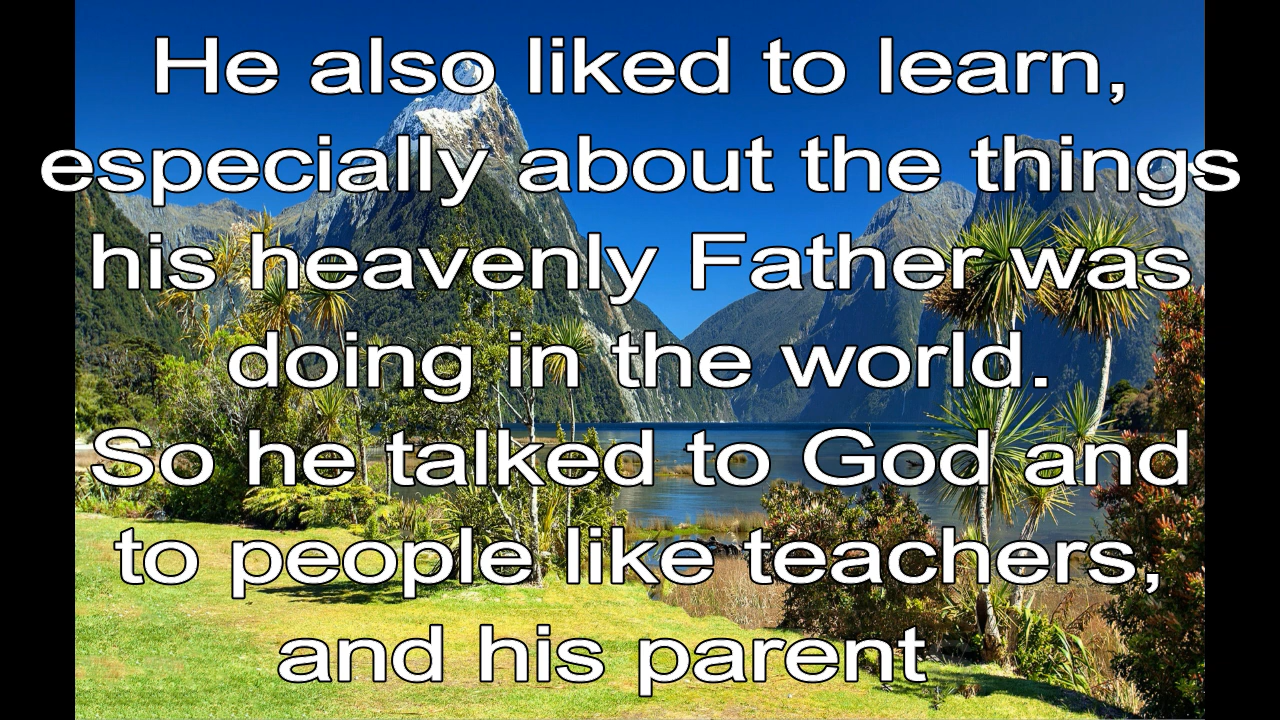 He also liked to learn,
especially about the things
his heavenly Father was
doing in the world.
So he talked to God and
to people like teachers,
and his parent